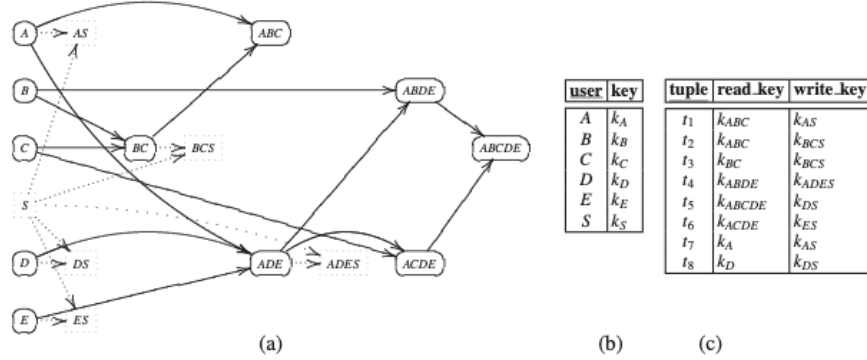 A AS ABC
B ABDE
C BC BCS ABCDE
S
D DS ADE ADES ACDE
E ES
(a)
user key
A k_A
B k_B
C k_C
D k_D
E k_E
S k_S
(b)
tuple read_key write_key
t1 k_ABC k_AS
t2 k_ABC k_BCS
t3 k_BC k_BCS
t4 k_ABDE k_ADES
t5 k_ABCDE k_DS
t6 k_ACDE k_ES
t7 k_A k_AS
t8 k_D k_DS
(c)